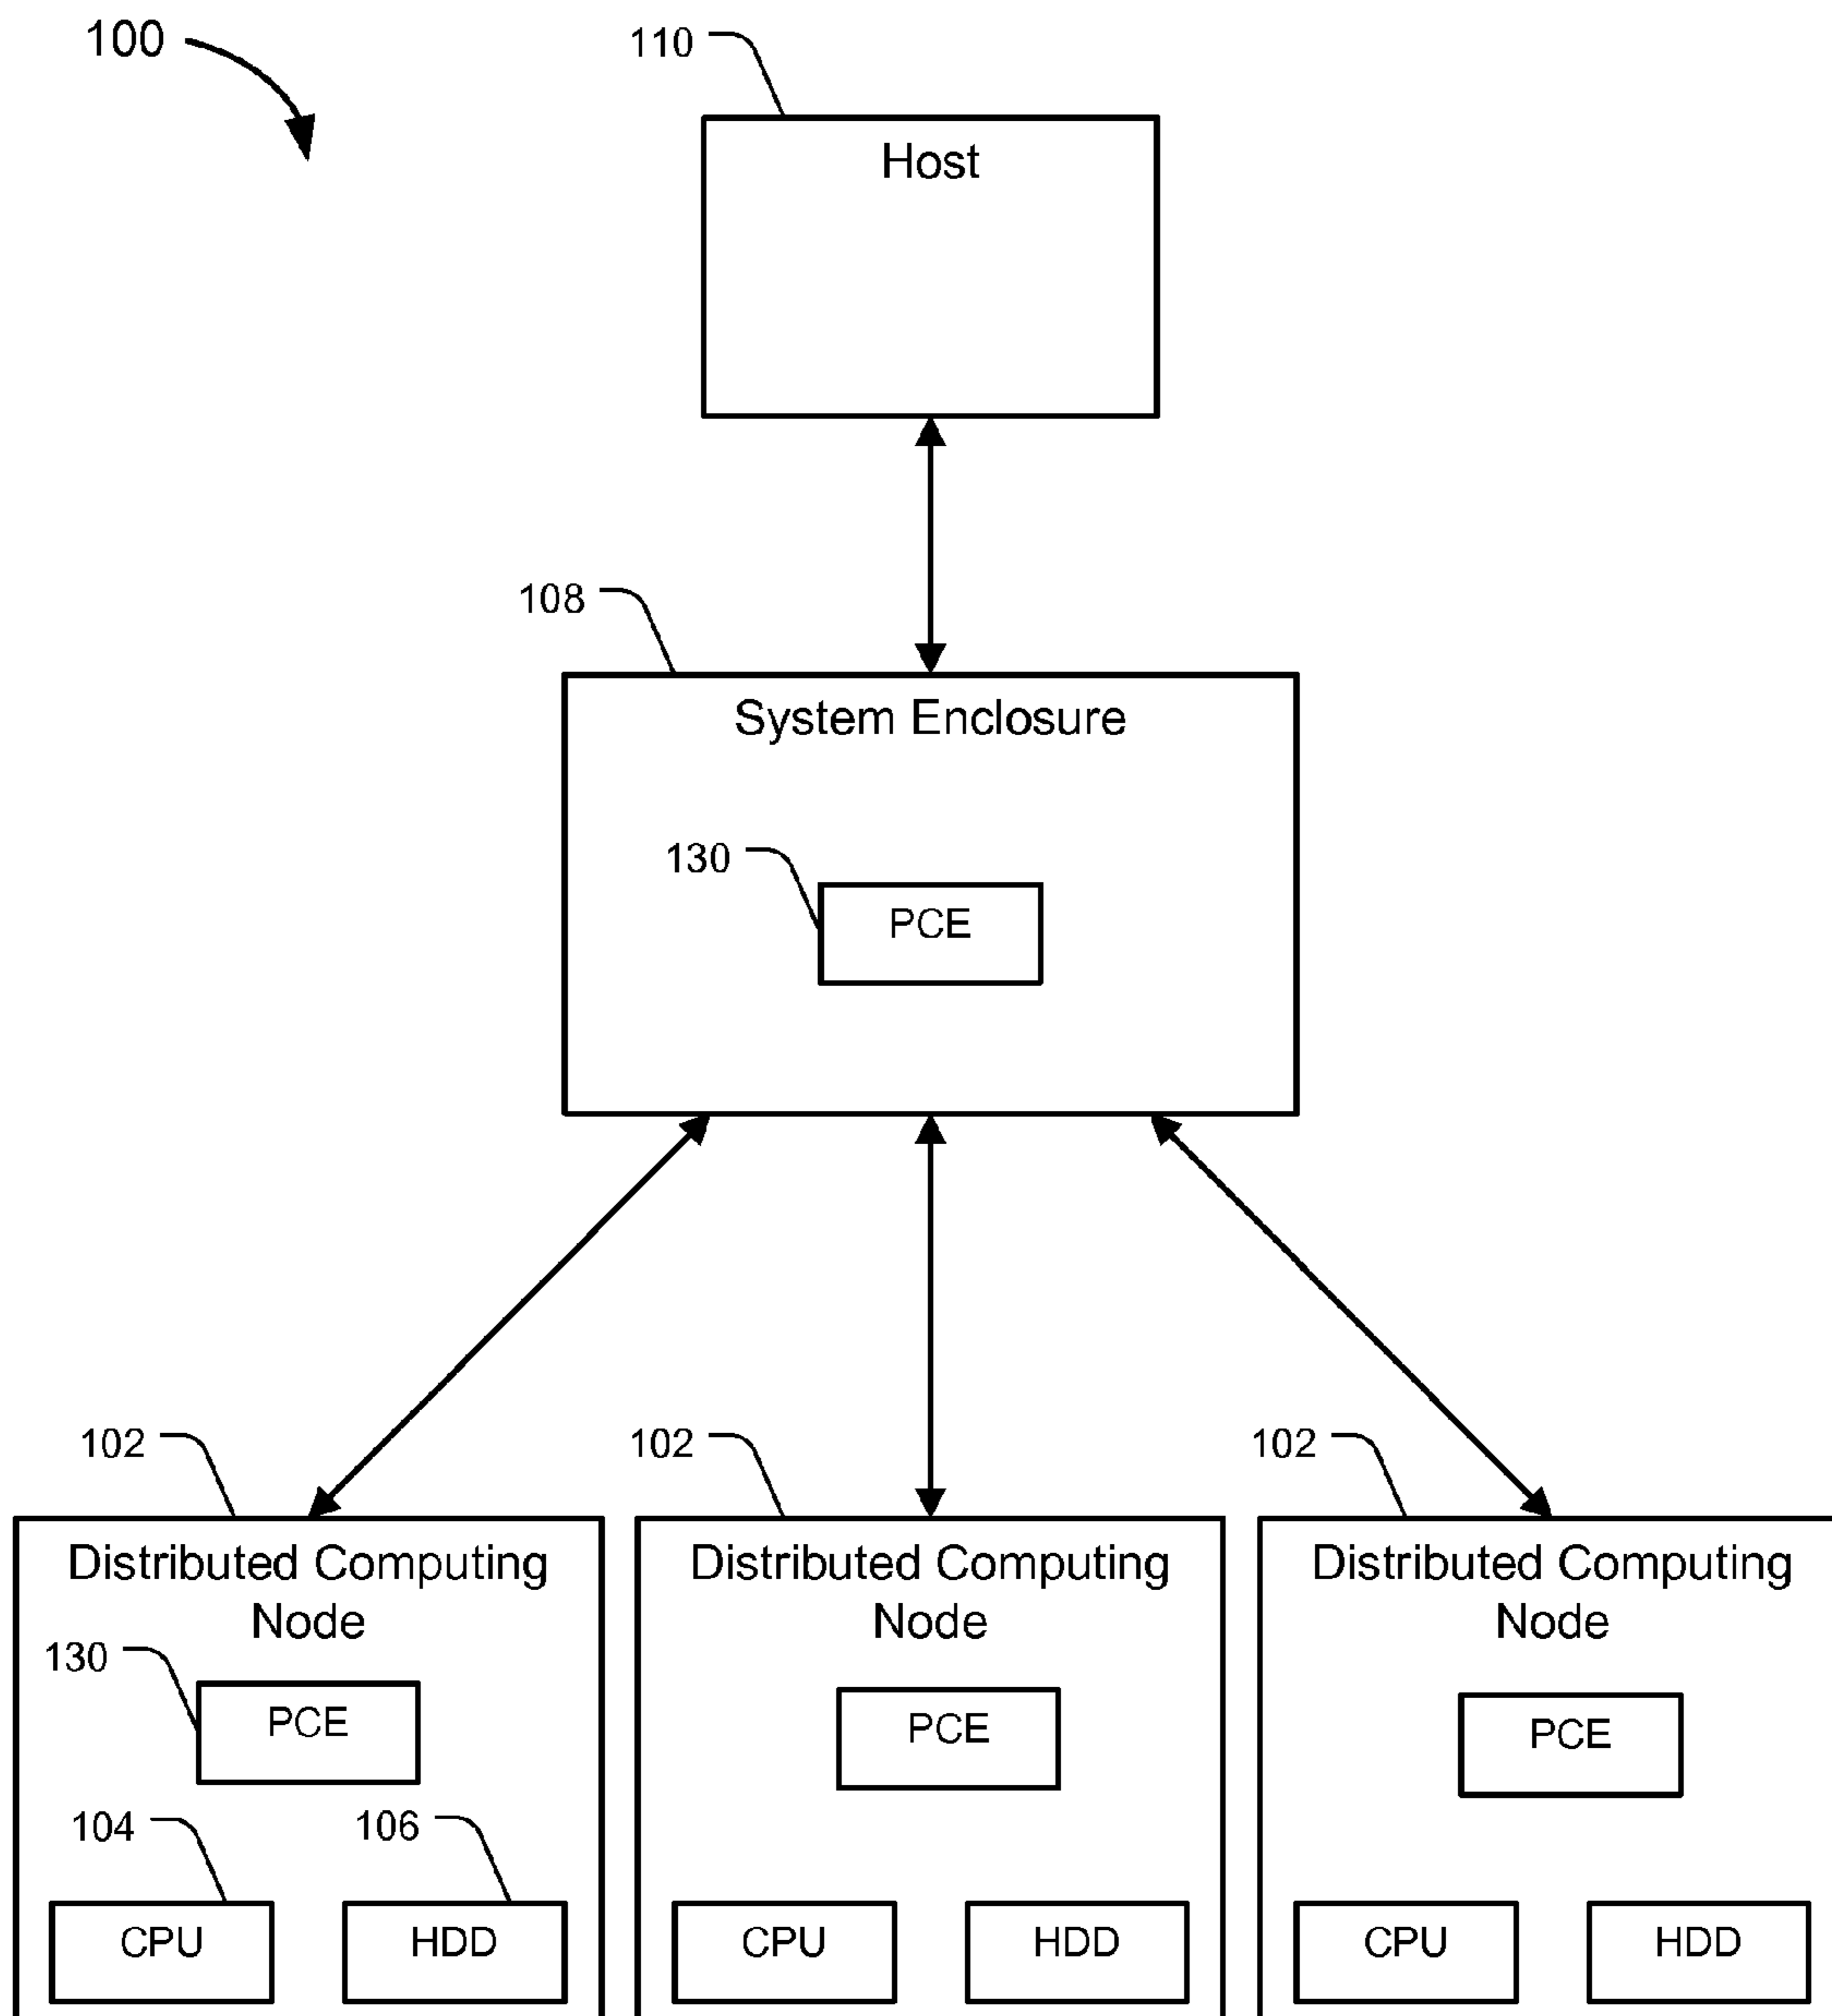 100
110
Host
108
System Enclosure
130
PCE
102
102
102
Distributed Computing
Node
130
PCE
104
106
CPU
HDD
Distributed Computing
Node
PCE
CPU
HDD
Distributed Computing
Node
PCE
CPU
HDD